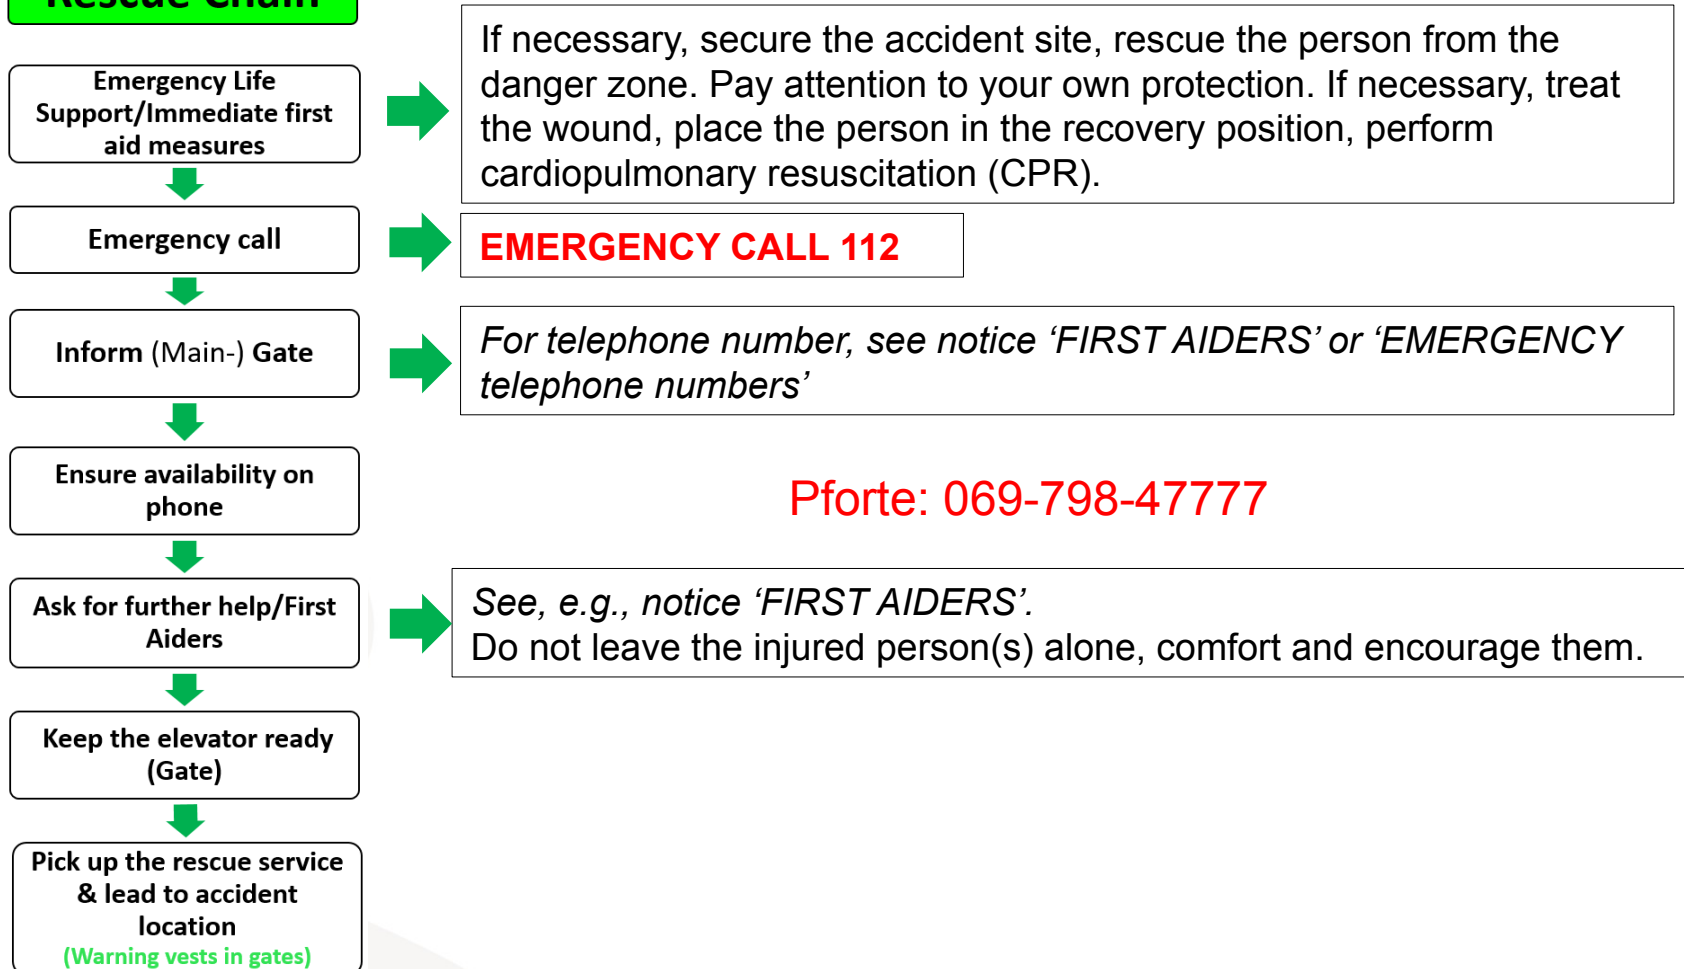 Rescue Chain
Emergency Life
Support/Immediate first
aid measures
If necessary, secure the accident site, rescue the person from the
danger zone. Pay attention to your own protection. If necessary, treat
the wound, place the person in the recovery position, perform
cardiopulmonary resuscitation (CPR).
Emergency call
EMERGENCY CALL 112
Inform (Main-) Gate
For telephone number, see notice ‘FIRST AIDERS’ or ‘EMERGENCY
telephone numbers’
Ensure availability on
phone
Pforte: 069-798-47777
Ask for further help/First
Aiders
See, e.g., notice ‘FIRST AIDERS’.
Do not leave the injured person(s) alone, comfort and encourage them.
Keep the elevator ready
(Gate)
Pick up the rescue service
& lead to accident
location
(Warning vests in gates)